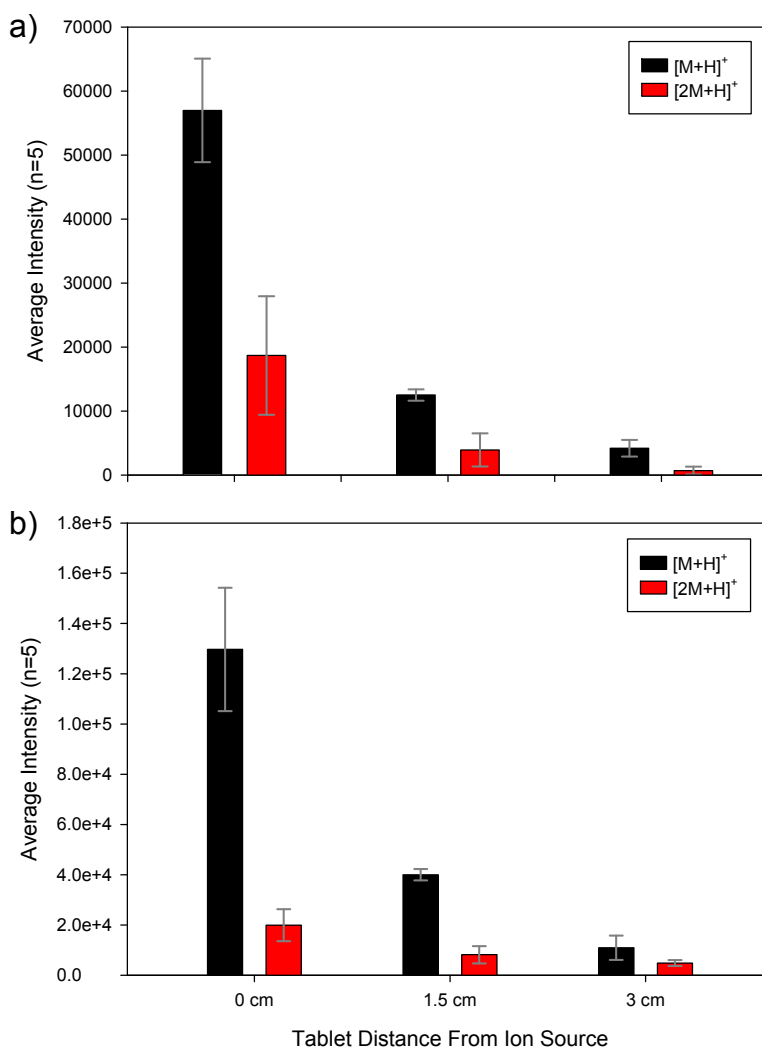 a)
70000
60000
50000
40000
30000
20000
10000
0
Average Intensity (n=5)
[M+H]⁺
[2M+H]⁺
b)
1.8e+5
1.6e+5
1.4e+5
1.2e+5
1.0e+5
8.0e+4
6.0e+4
4.0e+4
2.0e+4
0.0
Average Intensity (n=5)
[M+H]⁺
[2M+H]⁺
0 cm 1.5 cm 3 cm
Tablet Distance From Ion Source